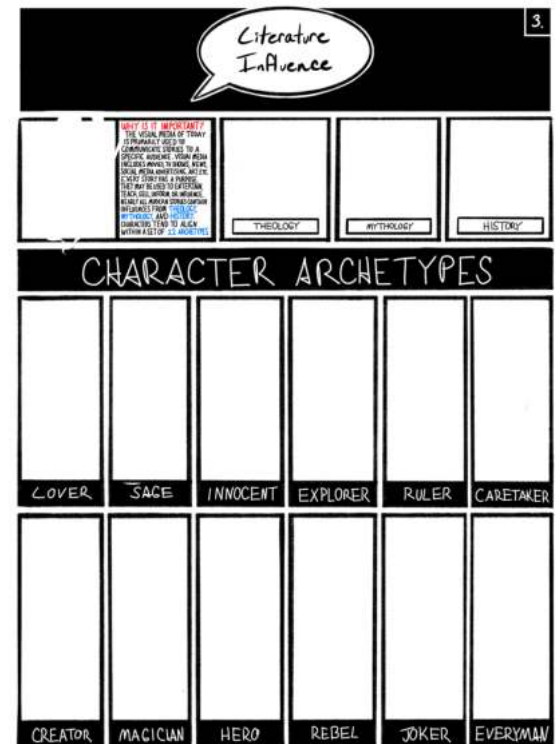 3.
Literature
Influence
WHY IS IT IMPORTANT?
THE VISUAL MEDIA OF TODAY
IS PRIMARILY USED TO
COMMUNICATE STORIES TO A
SPECIFIC AUDIENCE. VISUAL MEDIA
INCLUDES MOVIES, TV SHOWS, NEWS,
SOCIAL MEDIA, ADVERTISING, ART, ETC.
EVERY STORY HAS A PURPOSE.
THEY MAY BE USED TO ENTERTAIN,
TEACH, SELL, INFORM, OR INFLUENCE.
NEARLY ALL MODERN STORIES CONTAIN
INFLUENCES FROM THEOLOGY,
MYTHOLOGY, AND HISTORY.
CHARACTERS TEND TO ALIGN
WITHIN A SET OF 12 ARCHETYPES
THEOLOGY
MYTHOLOGY
HISTORY
CHARACTER ARCHETYPES
LOVER
SAGE
INNOCENT
EXPLORER
RULER
CARETAKER
CREATOR
MAGICIAN
HERO
REBEL
JOKER
EVERYMAN